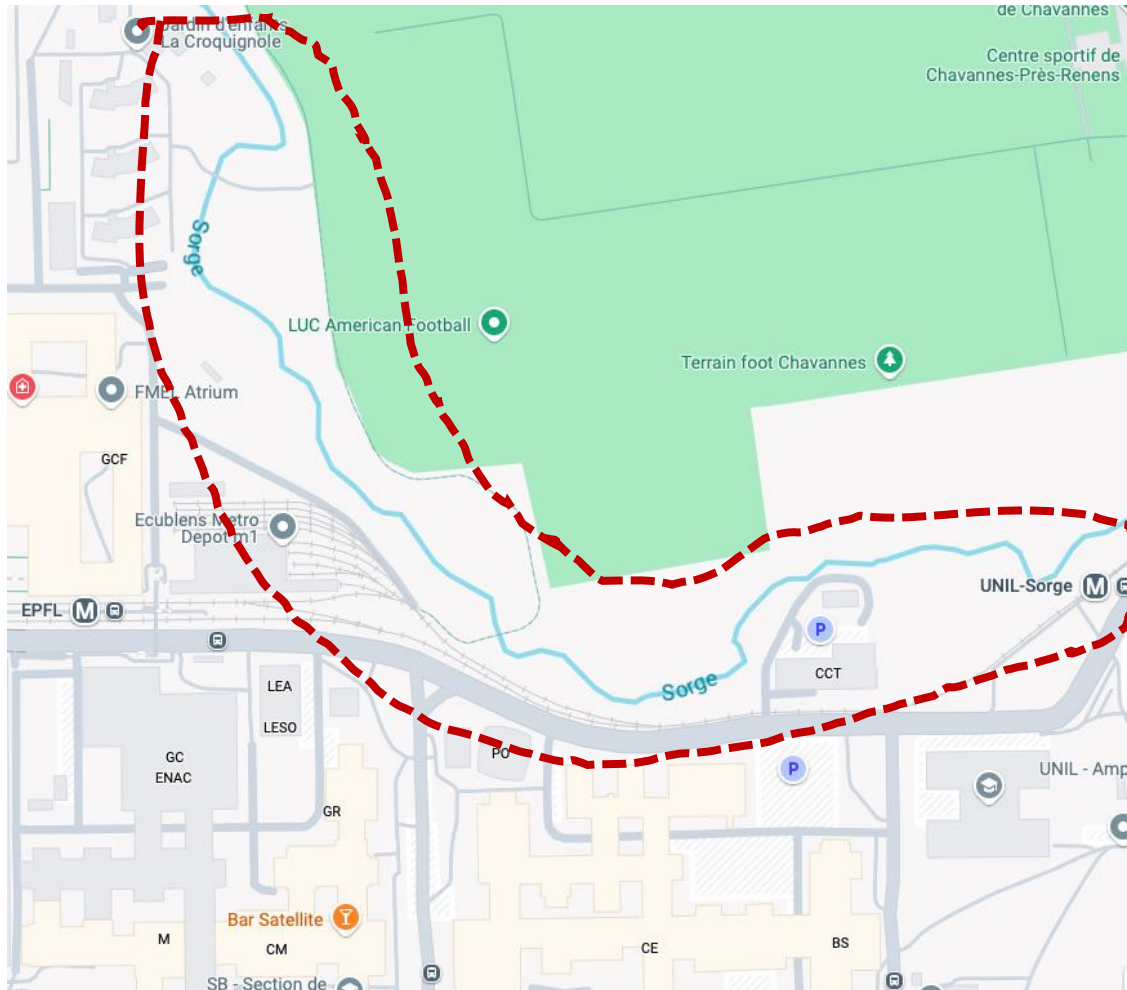 de Chavannes
Jardin d'enfants
La Croquignole
Centre sportif de
Chavannes-Près-Renens
Sorge
LUC American Football
Terrain foot Chavannes
FMEL Atrium
GCF
Ecublens Metro
Depot m1
EPFL M
UNIL-Sorge M
P
CCT
LEA
Sorge
LESO
PO
GC
ENAC
P
UNIL - Amp
GR
Bar Satellite
M
CM
CE
BS
SB - Section de